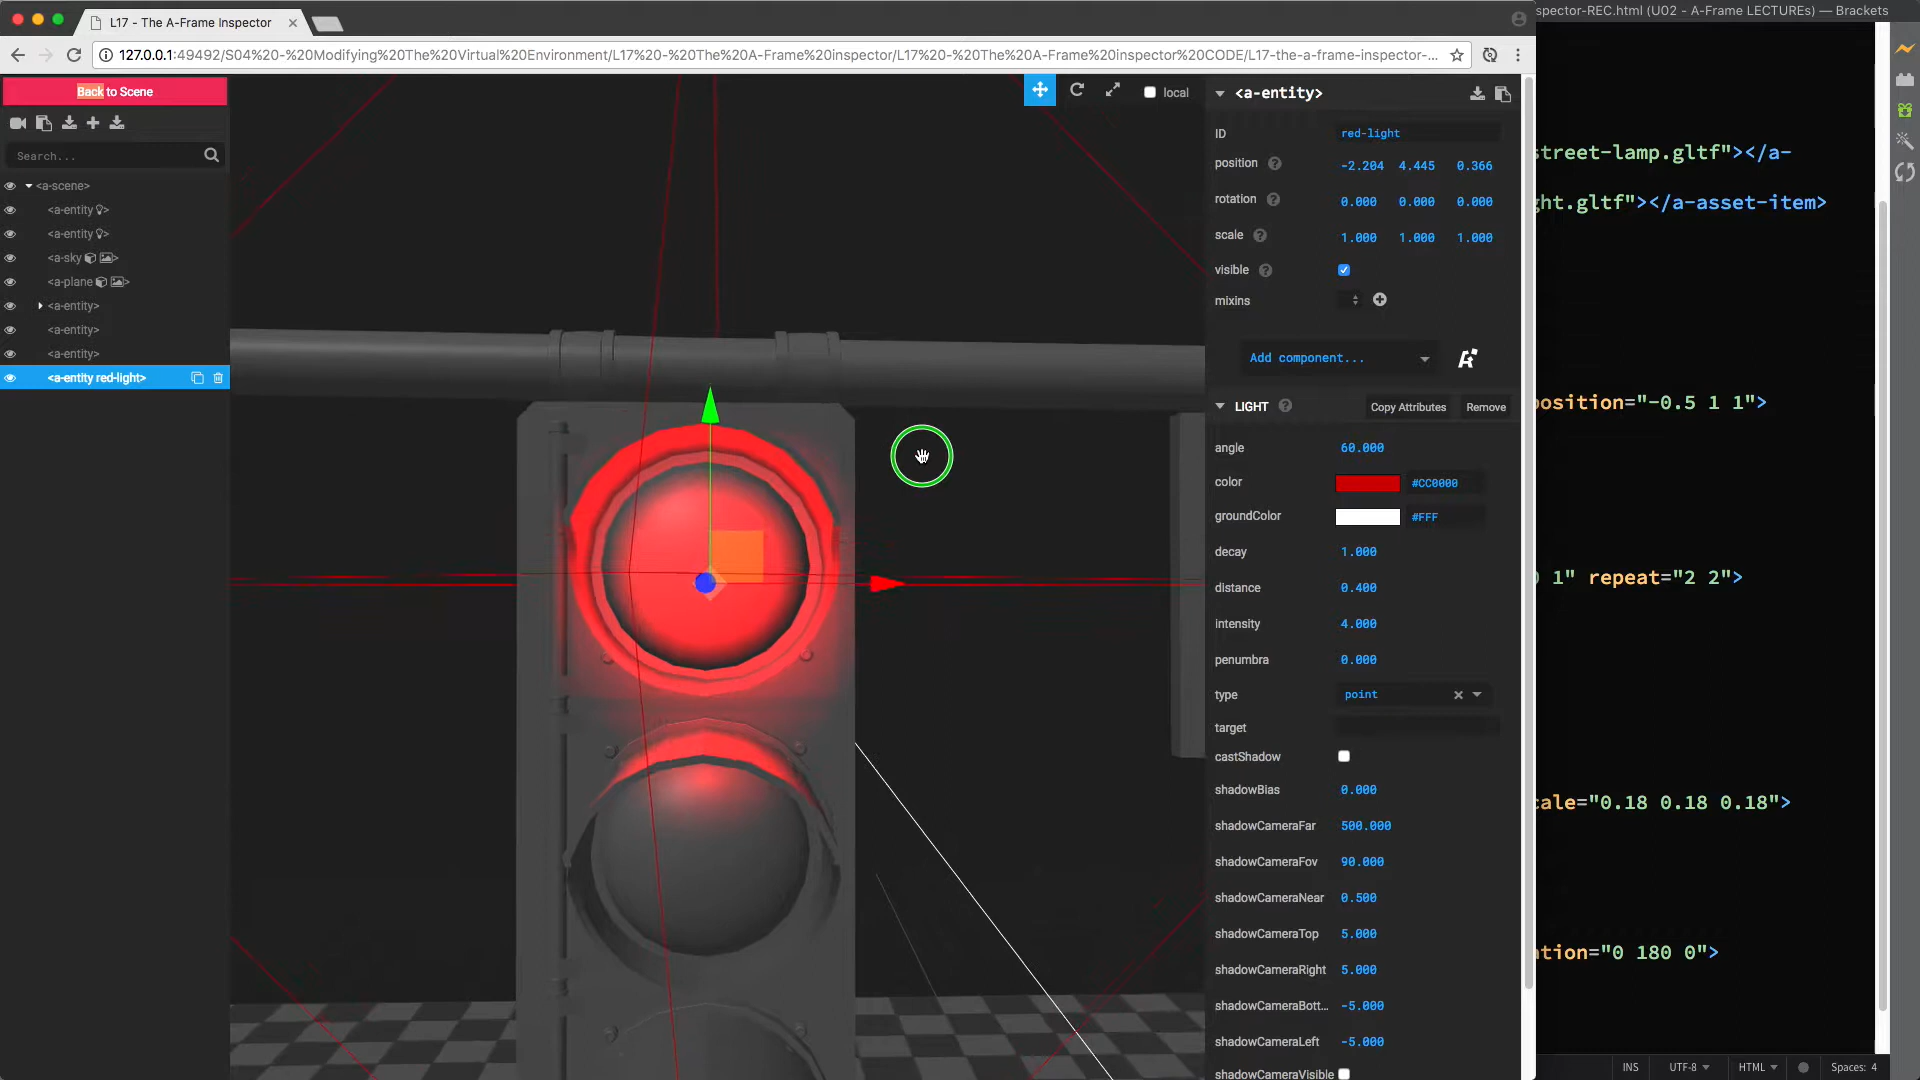 L17 - The A-Frame Inspector
spector-REC.html (U02 - A-Frame LECTUREs) — Brackets
127.0.0.1:49492/S04%20-%20Modifying%20The%20Virtual%20Environment/L17%20-%20The%20A-Frame%20inspector/L17%20-%20The%20A-Frame%20inspector%20CODE/L17-the-a-frame-inspector-...
Back to Scene
local
<a-entity>
Search...
ID red-light
position -2.204 4.445 0.366
rotation 0.000 0.000 0.000
scale 1.000 1.000 1.000
visible
mixins
<a-scene>
<a-entity >
<a-entity >
<a-sky >
<a-plane >
<a-entity>
<a-entity>
<a-entity>
<a-entity red-light>
Add component...
LIGHT Copy Attributes Remove
angle 60.000
color #CC0000
groundColor #FFF
decay 1.000
distance 0.400
intensity 4.000
penumbra 0.000
type point
target
castShadow
shadowBias 0.000
shadowCameraFar 500.000
shadowCameraFov 90.000
shadowCameraNear 0.500
shadowCameraTop 5.000
shadowCameraRight 5.000
shadowCameraBott... -5.000
shadowCameraLeft -5.000
shadowCameraVisible
street-lamp.gltf"></a-
ght.gltf"></a-asset-item>
position="-0.5 1 1">
0 1" repeat="2 2">
cale="0.18 0.18 0.18">
ation="0 180 0">
INS UTF-8 HTML Spaces: 4